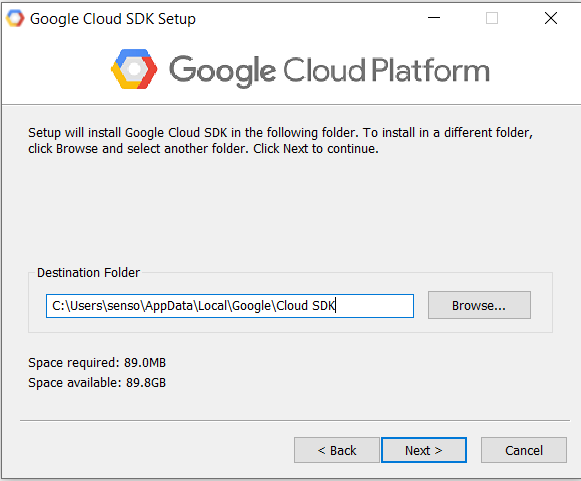 Google Cloud SDK Setup
Google Cloud Platform
Setup will install Google Cloud SDK in the following folder. To install in a different folder,
click Browse and select another folder. Click Next to continue.
Destination Folder
C:\Users\senso\AppData\Local\Google\Cloud SDK
Browse...
Space required: 89.0MB
Space available: 89.8GB
< Back
Next >
Cancel